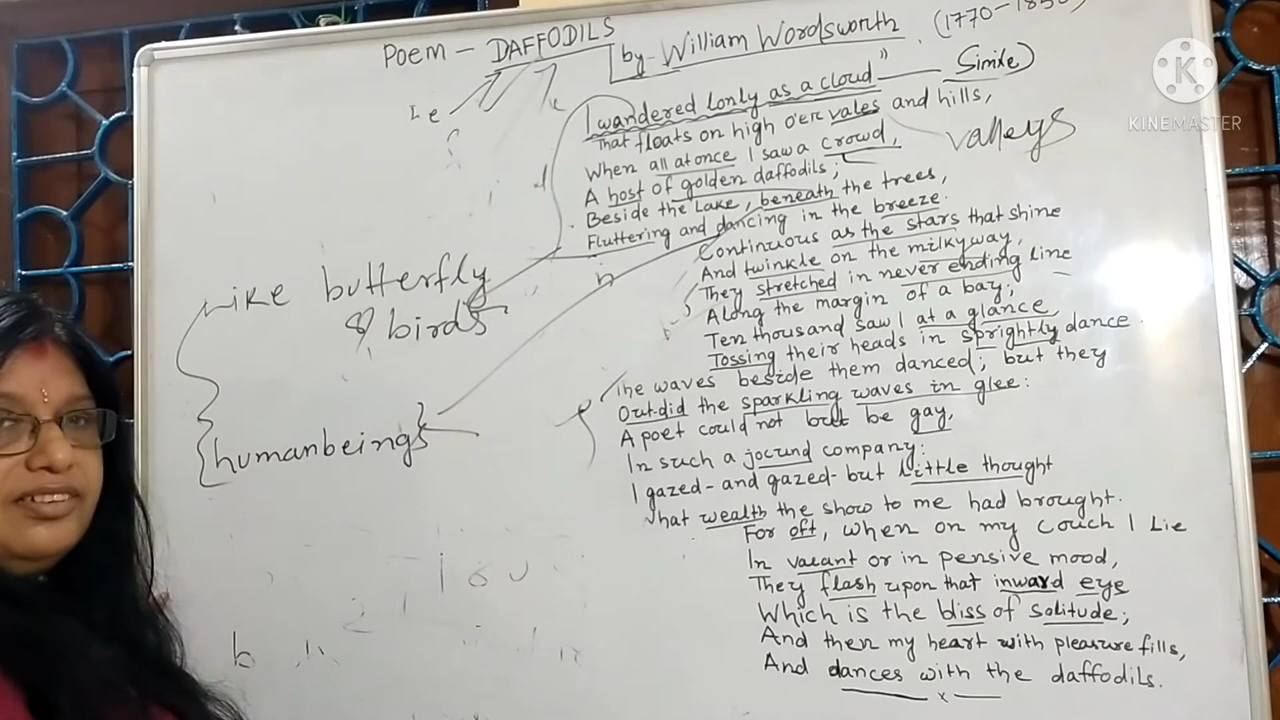 Poem - DAFFODILS
by William Wordsworth (1770-1850)
I wandered lonly as a cloud" Simile)
That floats on high o'er vales and hills,
valleys
When all at once I saw a crowd,
A host of golden daffodils;
Beside the Lake, beneath the trees,
Fluttering and dancing in the breeze.
Continuous as the stars that shine
And twinkle on the milkyway,
They stretched in never ending line
Along the margin of a bay;
Ten thousand saw I at a glance,
Tossing their heads in sprightly dance.
The waves beside them danced; but they
Out-did the sparkling waves in glee:
A poet could not but be gay,
In such a jocund company:
I gazed - and gazed - but little thought
What wealth the show to me had brought.
For oft, when on my couch I lie
In vacant or in pensive mood,
They flash upon that inward eye
Which is the bliss of solitude;
And then my heart with pleasure fills,
And dances with the daffodils.
x
Like butterfly
& birds
humanbeings
KINEMASTER